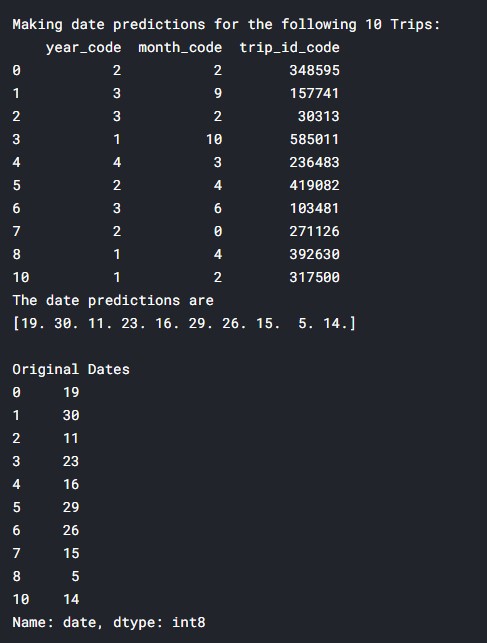 Making date predictions for the following 10 Trips:
year_code month_code trip_id_code
0 2 2 348595
1 3 9 157741
2 3 2 30313
3 1 10 585011
4 4 3 236483
5 2 4 419082
6 3 6 103481
7 2 0 271126
8 1 4 392630
10 1 2 317500
The date predictions are
[19. 30. 11. 23. 16. 29. 26. 15.  5. 14.]
Original Dates
0 19
1 30
2 11
3 23
4 16
5 29
6 26
7 15
8 5
10 14
Name: date, dtype: int8